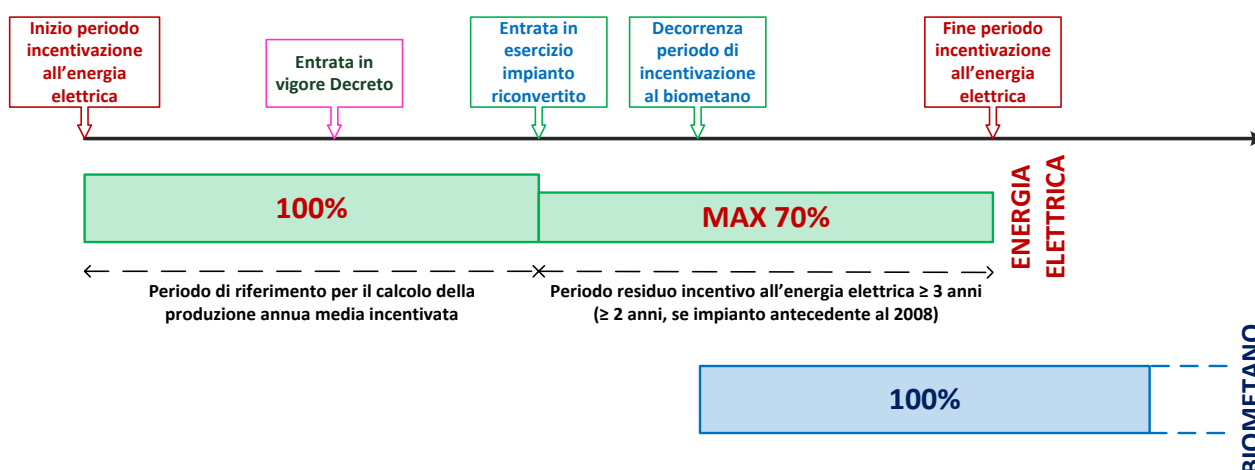 Inizio periodo
incentivazione
all'energia
elettrica
Entrata in
vigore Decreto
Entrata in
esercizio
impianto
riconvertito
Decorrenza
periodo di
incentivazione
al biometano
Fine periodo
incentivazione
all'energia
elettrica
100%
MAX 70%
ENERGIA
ELETTRICA
Periodo di riferimento per il calcolo della
produzione annua media incentivata
Periodo residuo incentivo all'energia elettrica ≥ 3 anni
(≥ 2 anni, se impianto antecedente al 2008)
100%
BIOMETANO